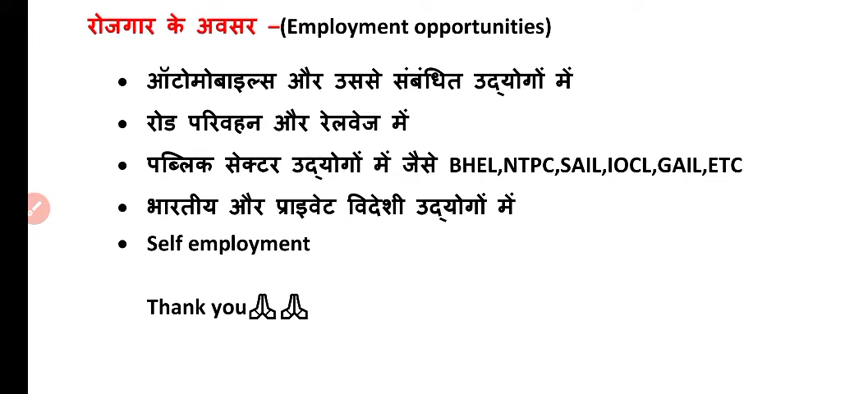 रोजगार के अवसर –(Employment opportunities)
• ऑटोमोबाइल्स और उससे संबंधित उद्योगों में
• रोड परिवहन और रेलवेज में
• पब्लिक सेक्टर उद्योगों में जैसे BHEL,NTPC,SAIL,IOCL,GAIL,ETC
• भारतीय और प्राइवेट विदेशी उद्योगों में
• Self employment
Thank you🙏🙏